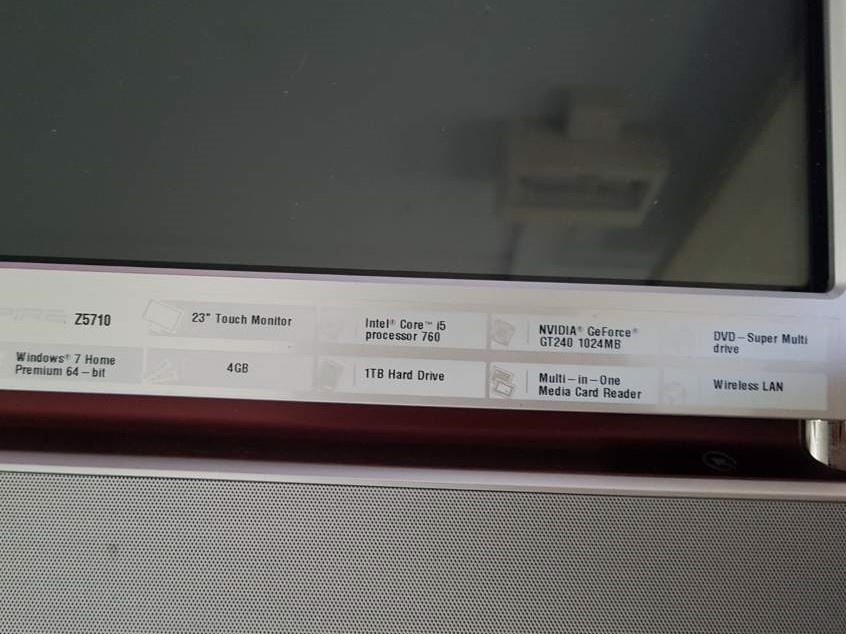 Z5710
23" Touch Monitor
Intel® Core™ i5
processor 760
NVIDIA® GeForce®
GT240 1024MB
DVD-Super Multi
drive
Windows® 7 Home
Premium 64-bit
4GB
1TB Hard Drive
Multi-in-One
Media Card Reader
Wireless LAN